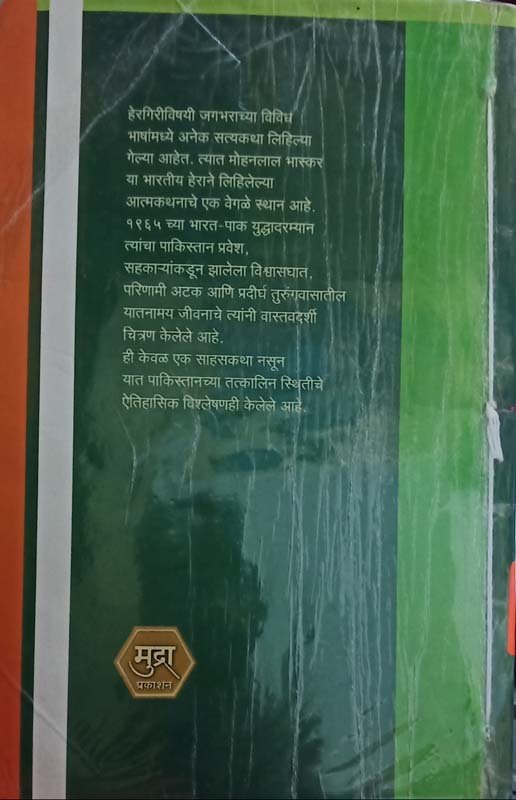 हेरगिरीविषयी जगभराच्या विविध
भाषांमध्ये अनेक सत्यकथा लिहिल्या
गेल्या आहेत. त्यात मोहनलाल भास्कर
या भारतीय हेराने लिहिलेल्या
आत्मकथनाचे एक वेगळे स्थान आहे.
१९६५ च्या भारत-पाक युद्धादरम्यान
त्यांचा पाकिस्तान प्रवेश,
सहकाऱ्यांकडून झालेला विश्वासघात,
परिणामी अटक आणि प्रदीर्घ तुरुंगवासातील
यातनामय जीवनाचे त्यांनी वास्तवदर्शी
चित्रण केलेले आहे.
ही केवळ एक साहसकथा नसून
यात पाकिस्तानच्या तत्कालिन स्थितीचे
ऐतिहासिक विश्लेषणही केलेले आहे.
मुद्रा
प्रकाशन